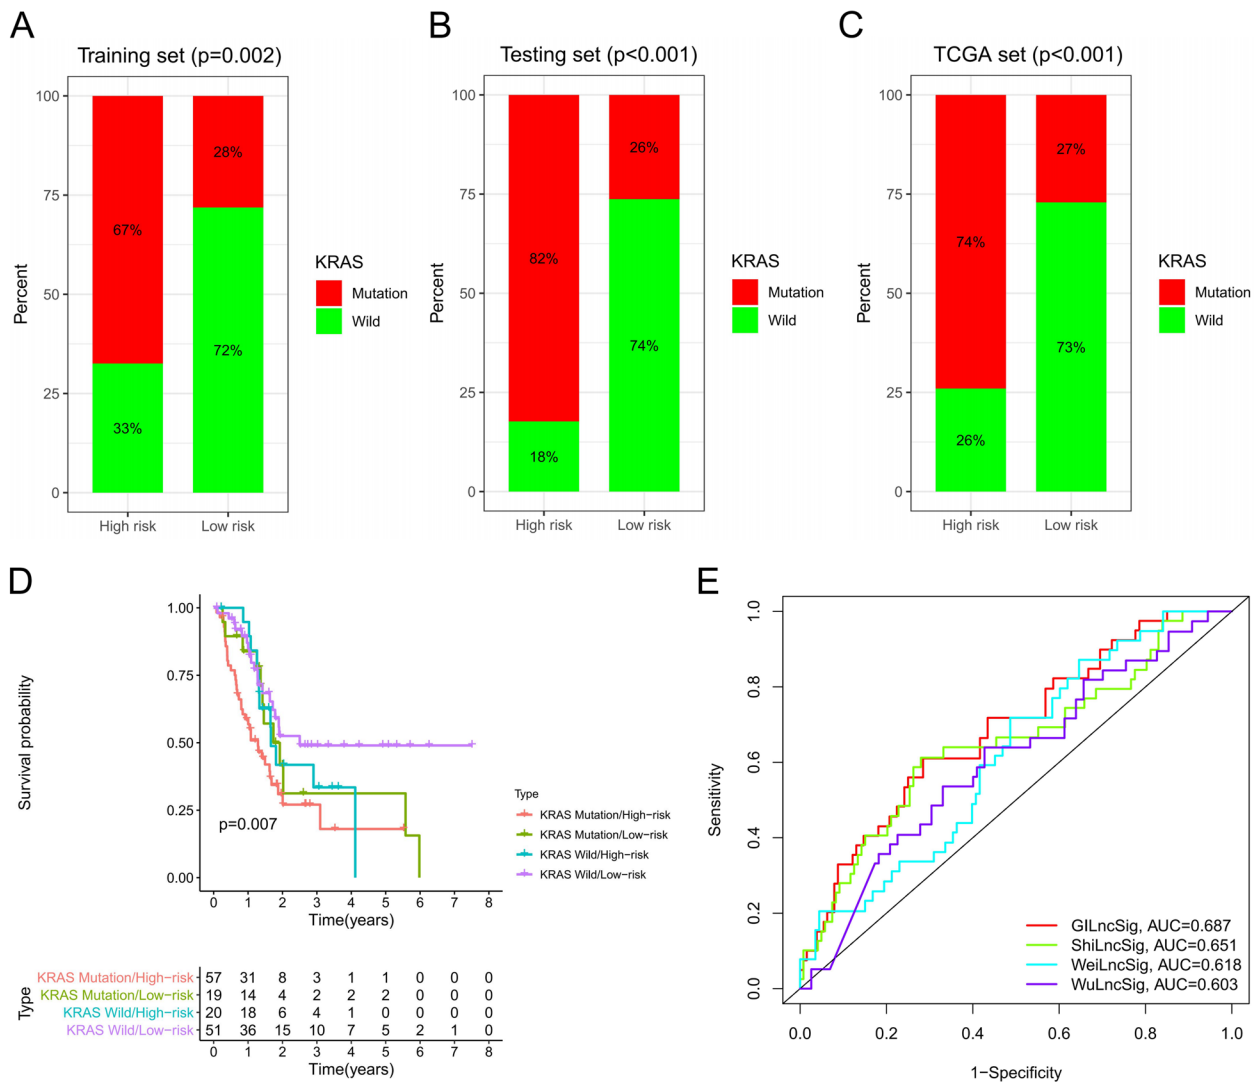 A
Training set (p=0.002)
100
75
50
25
0
Percent
28%
67%
72%
33%
High risk
Low risk
KRAS
Mutation
Wild
B
Testing set (p<0.001)
100
75
50
25
0
Percent
26%
82%
74%
18%
High risk
Low risk
KRAS
Mutation
Wild
C
TCGA set (p<0.001)
100
75
50
25
0
Percent
27%
74%
73%
26%
High risk
Low risk
KRAS
Mutation
Wild
D
1.00
0.75
0.50
0.25
0.00
Survival probability
p=0.007
0 1 2 3 4 5 6 7 8
Time(years)
Type
KRAS Mutation/High−risk
KRAS Mutation/Low−risk
KRAS Wild/High−risk
KRAS Wild/Low−risk
Type
KRAS Mutation/High−risk 57 31 8 3 1 1 0 0 0
KRAS Mutation/Low−risk 19 14 4 2 2 2 0 0 0
KRAS Wild/High−risk 20 18 6 4 1 0 0 0 0
KRAS Wild/Low−risk 51 36 15 10 7 5 2 1 0
0 1 2 3 4 5 6 7 8
Time(years)
E
1.0
0.8
0.6
0.4
0.2
0.0
Sensitivity
GILncSig, AUC=0.687
ShiLncSig, AUC=0.651
WeiLncSig, AUC=0.618
WuLncSig, AUC=0.603
0.0 0.2 0.4 0.6 0.8 1.0
1−Specificity